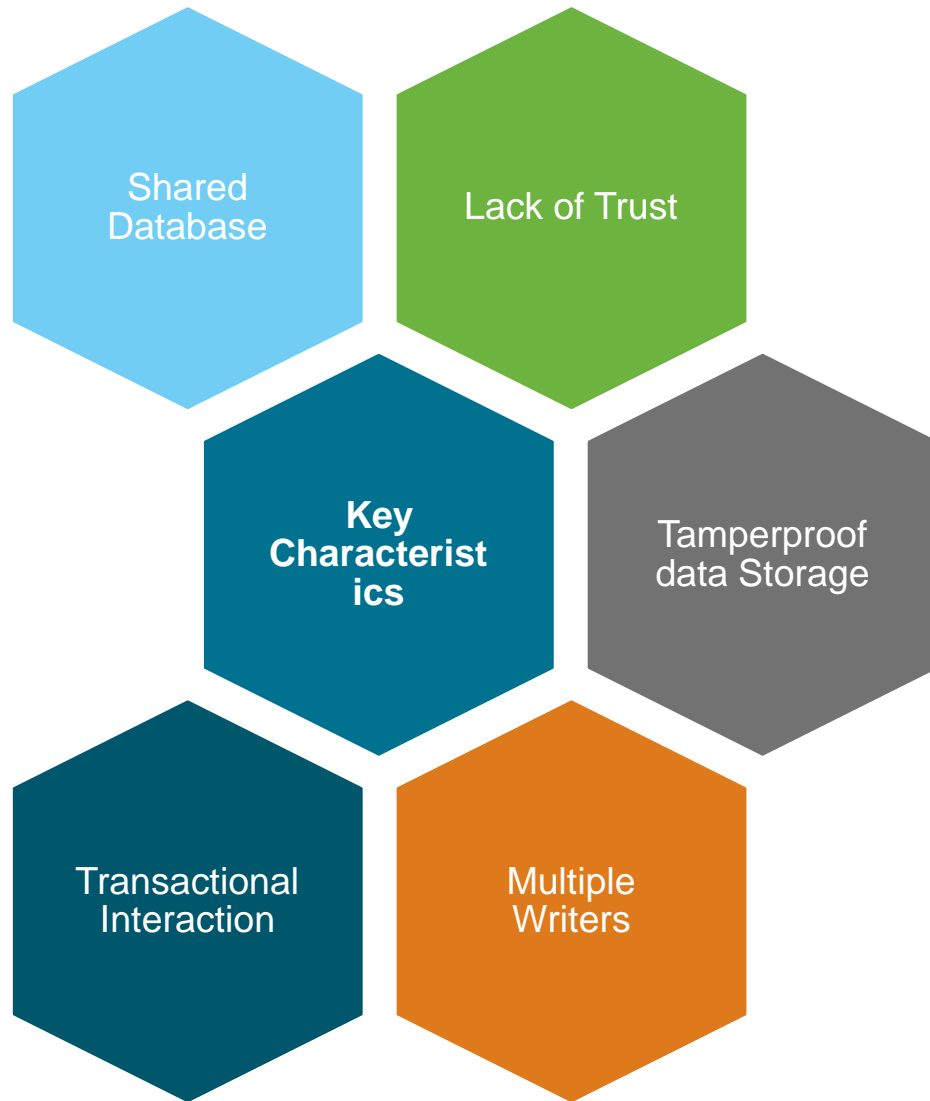 Shared
Database
Lack of Trust
Key
Characterist
ics
Tamperproof
data Storage
Transactional
Interaction
Multiple
Writers